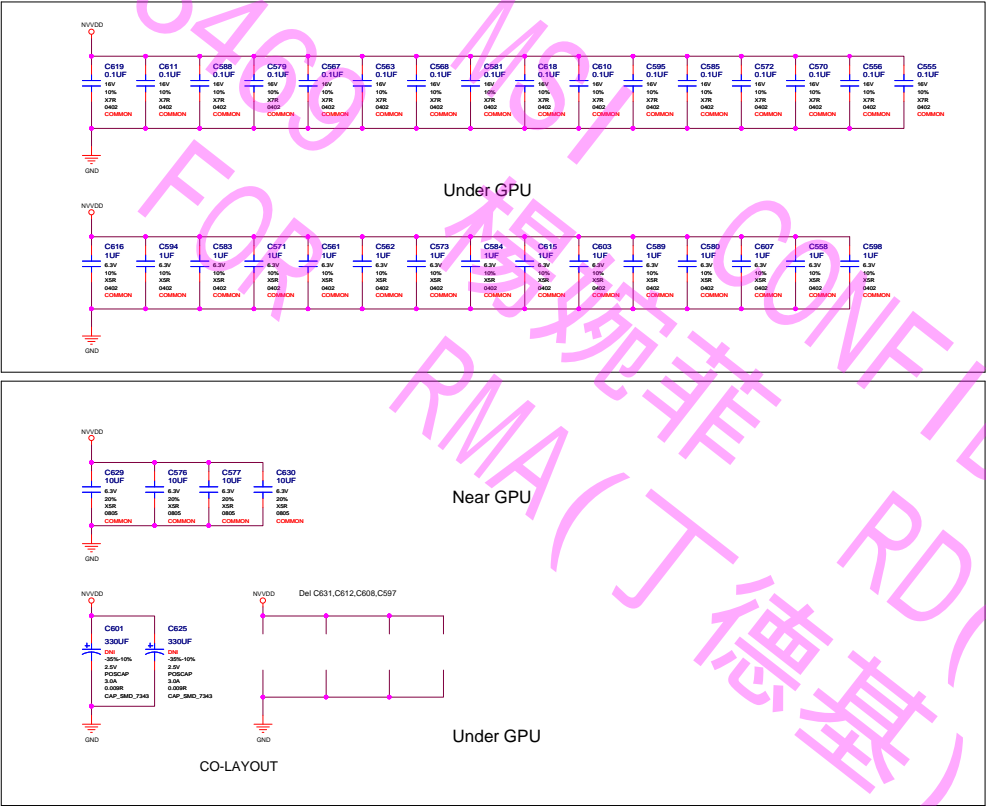 NVVDD
C619 C611 C588 C579 C567 C563 C568 C581 C618 C610 C595 C585 C572 C570 C556 C555
0.1UF 0.1UF 0.1UF 0.1UF 0.1UF 0.1UF 0.1UF 0.1UF 0.1UF 0.1UF 0.1UF 0.1UF 0.1UF 0.1UF 0.1UF 0.1UF
16V 16V 16V 16V 16V 16V 16V 16V 16V 16V 16V 16V 16V 16V 16V 16V
10% 10% 10% 10% 10% 10% 10% 10% 10% 10% 10% 10% 10% 10% 10% 10%
X7R X7R X7R X7R X7R X7R X7R X7R X7R X7R X7R X7R X7R X7R X7R X7R
0402 0402 0402 0402 0402 0402 0402 0402 0402 0402 0402 0402 0402 0402 0402 0402
COMMON COMMON COMMON COMMON COMMON COMMON COMMON COMMON COMMON COMMON COMMON COMMON COMMON COMMON COMMON COMMON
GND
Under GPU
NVVDD
C616 C594 C583 C571 C561 C562 C573 C584 C615 C603 C589 C580 C607 C558 C598
1UF 1UF 1UF 1UF 1UF 1UF 1UF 1UF 1UF 1UF 1UF 1UF 1UF 1UF 1UF
6.3V 6.3V 6.3V 6.3V 6.3V 6.3V 6.3V 6.3V 6.3V 6.3V 6.3V 6.3V 6.3V 6.3V 6.3V
10% 10% 10% 10% 10% 10% 10% 10% 10% 10% 10% 10% 10% 10% 10%
X5R X5R X5R X5R X5R X5R X5R X5R X5R X5R X5R X5R X5R X5R X5R
0402 0402 0402 0402 0402 0402 0402 0402 0402 0402 0402 0402 0402 0402 0402
COMMON COMMON COMMON COMMON COMMON COMMON COMMON COMMON COMMON COMMON COMMON COMMON COMMON COMMON COMMON
GND
NVVDD
C629 C576 C577 C630
10UF 10UF 10UF 10UF
6.3V 6.3V 6.3V 6.3V
20% 20% 20% 20%
X5R X5R X5R X5R
0805 0805 0805 0805
COMMON COMMON COMMON COMMON
GND
Near GPU
NVVDD NVVDD Del C631,C612,C608,C597
C601 C625
330UF 330UF
DNI DNI
-35%-10% -35%-10%
2.5V 2.5V
POSCAP POSCAP
3.0A 3.0A
0.009R 0.009R
CAP_SMD_7343 CAP_SMD_7343
GND GND
Under GPU
CO-LAYOUT
MSI
FOR 楊婉菲 RD(
RMA(丁德基)